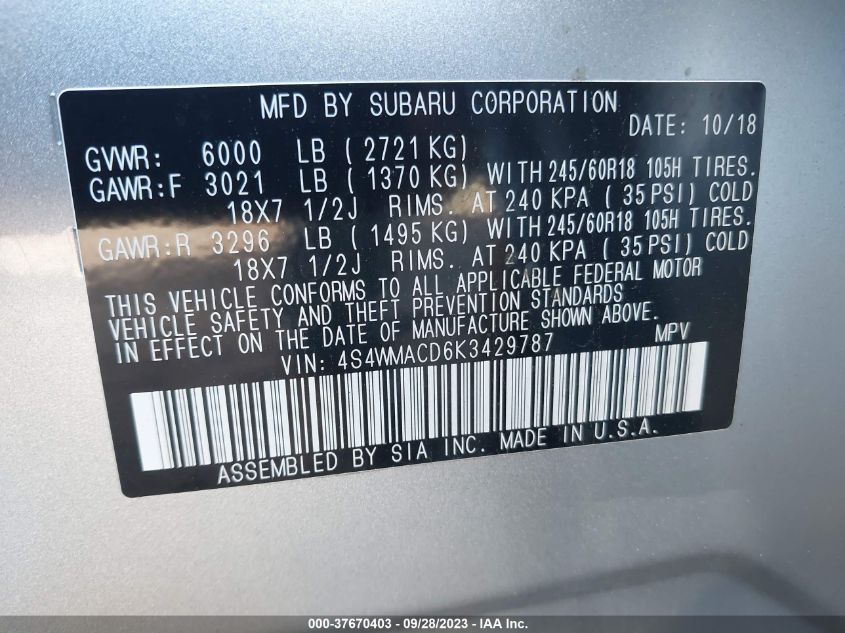 MFD BY SUBARU CORPORATION
DATE: 10/18
GVWR: 6000 LB ( 2721 KG)
GAWR:F 3021 LB ( 1370 KG) WITH 245/60R18 105H TIRES.
18X7 1/2J RIMS. AT 240 KPA ( 35 PSI) COLD
GAWR:R 3296 LB ( 1495 KG) WITH 245/60R18 105H TIRES.
18X7 1/2J RIMS. AT 240 KPA ( 35 PSI) COLD
THIS VEHICLE CONFORMS TO ALL APPLICABLE FEDERAL MOTOR
VEHICLE SAFETY AND THEFT PREVENTION STANDARDS
IN EFFECT ON THE DATE OF MANUFACTURE SHOWN ABOVE.
VIN: 4S4WMACD6K3429787 MPV
ASSEMBLED BY SIA INC. MADE IN U.S.A.
000-37670403 — 09/28/2023 — IAAI.COM